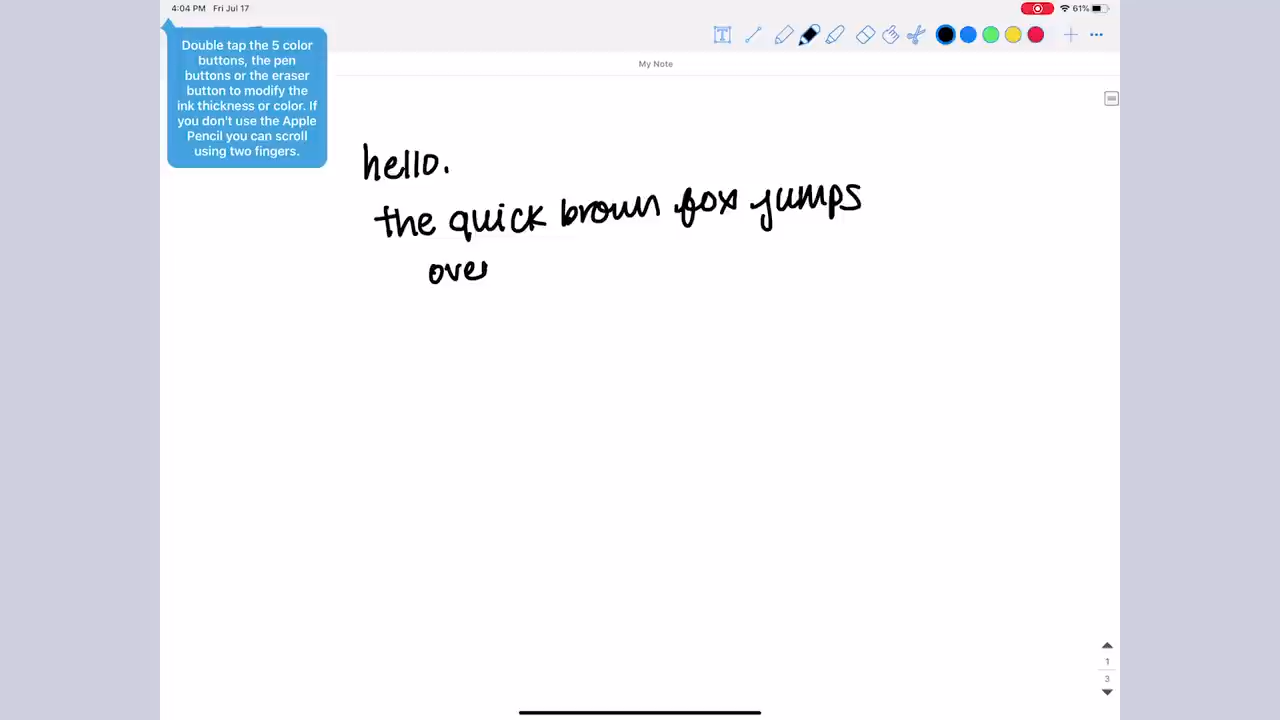 4:04 PM Fri Jul 17
61%
Double tap the 5 color
buttons, the pen
buttons or the eraser
button to modify the
ink thickness or color. If
you don't use the Apple
Pencil you can scroll
using two fingers.
T
My Note
hello.
the quick brown fox jumps
over
1
3